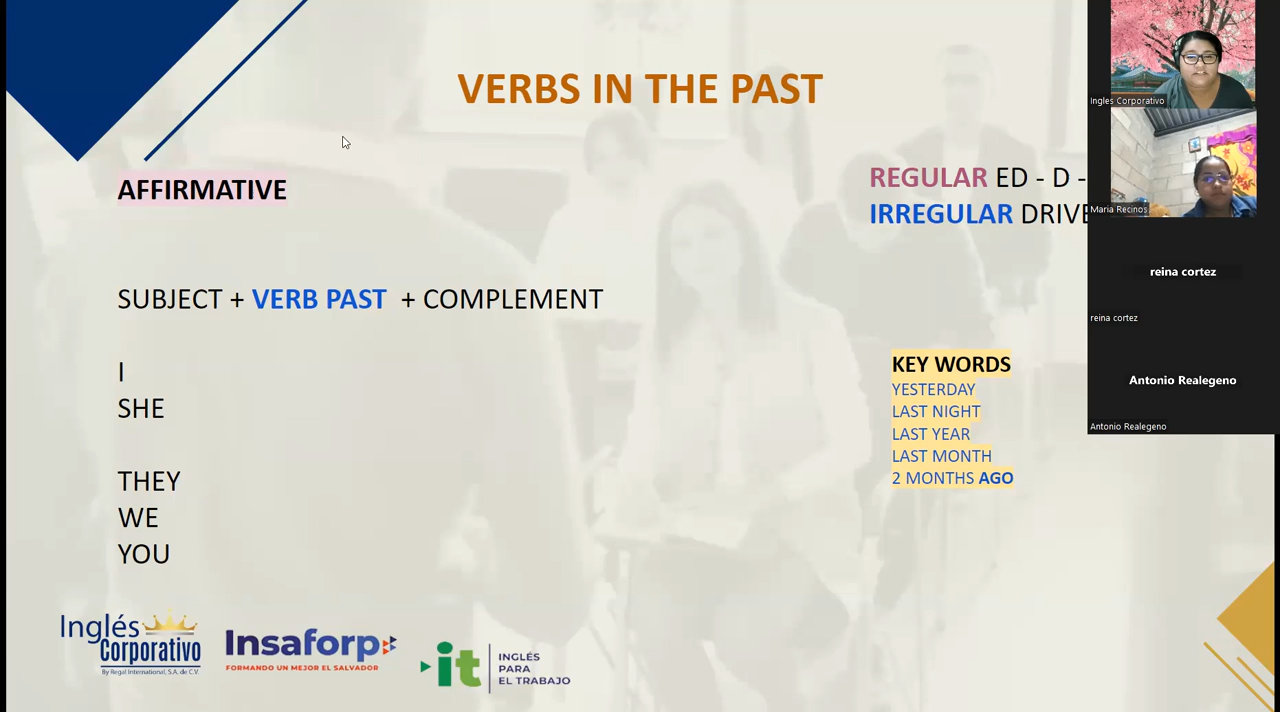 VERBS IN THE PAST
AFFIRMATIVE
REGULAR ED - D -
IRREGULAR DRIVE
SUBJECT + VERB PAST + COMPLEMENT
I
SHE
THEY
WE
YOU
KEY WORDS
YESTERDAY
LAST NIGHT
LAST YEAR
LAST MONTH
2 MONTHS AGO
Ingles Corporativo
Maria Recinos
reina cortez
reina cortez
Antonio Realegeno
Antonio Realegeno
Inglés
Corporativo
By Regal International, S.A. de C.V.
Insaforp
FORMANDO UN MEJOR EL SALVADOR
it
INGLÉS
PARA
EL TRABAJO